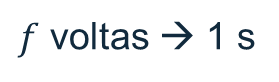 f voltas → 1 s